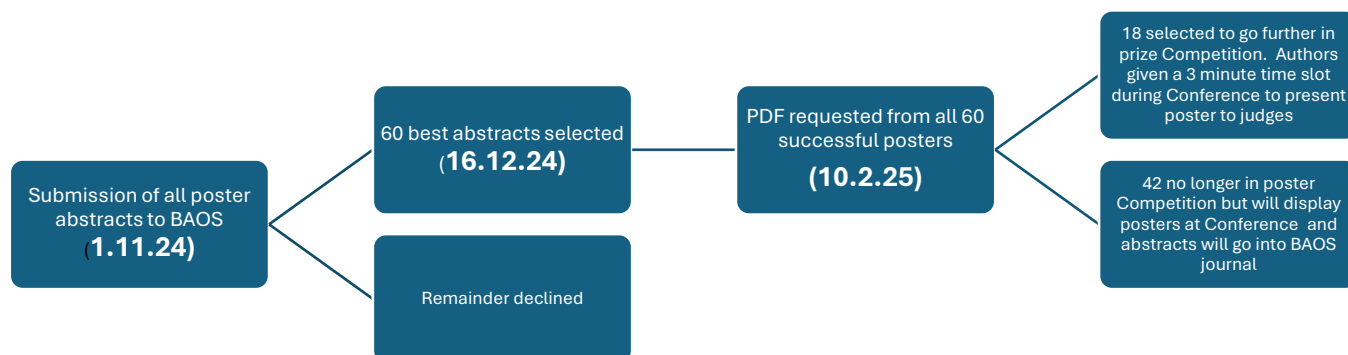 Submission of all poster
abstracts to BAOS
(1.11.24)
60 best abstracts selected
(16.12.24)
Remainder declined
PDF requested from all 60
successful posters
(10.2.25)
18 selected to go further in
prize Competition. Authors
given a 3 minute time slot
during Conference to present
poster to judges
42 no longer in poster
Competition but will display
posters at Conference and
abstracts will go into BAOS
journal